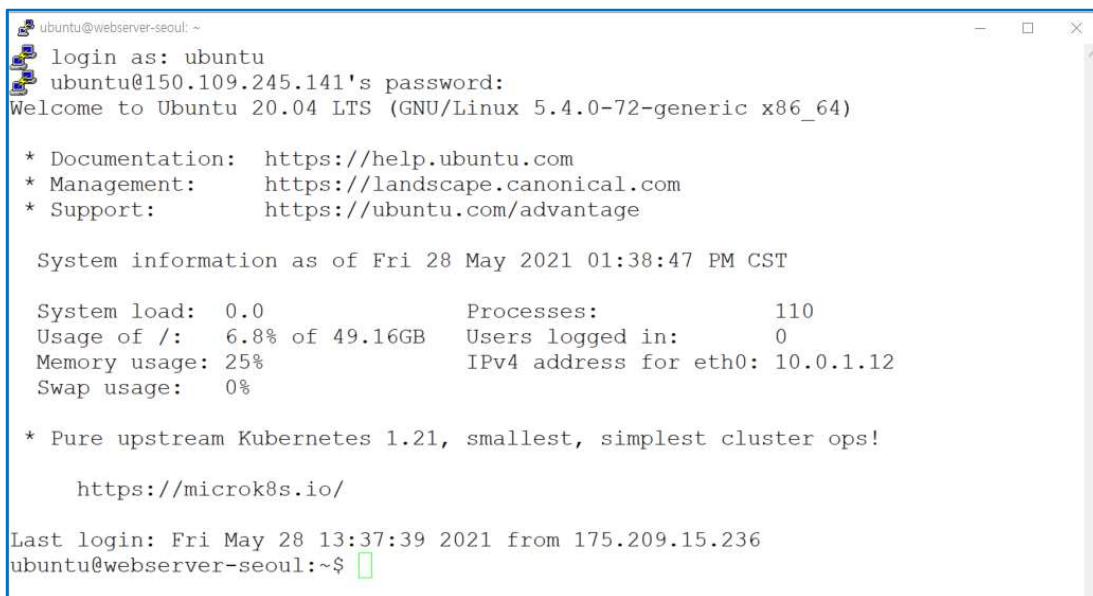 ubuntu@webserver-seoul: ~
login as: ubuntu
ubuntu@150.109.245.141's password:
Welcome to Ubuntu 20.04 LTS (GNU/Linux 5.4.0-72-generic x86_64)
* Documentation:  https://help.ubuntu.com
* Management:     https://landscape.canonical.com
* Support:        https://ubuntu.com/advantage
System information as of Fri 28 May 2021 01:38:47 PM CST
System load:  0.0                Processes:             110
Usage of /:   6.8% of 49.16GB   Users logged in:       0
Memory usage: 25%                IPv4 address for eth0: 10.0.1.12
Swap usage:   0%
* Pure upstream Kubernetes 1.21, smallest, simplest cluster ops!
https://microk8s.io/
Last login: Fri May 28 13:37:39 2021 from 175.209.15.236
ubuntu@webserver-seoul:~$